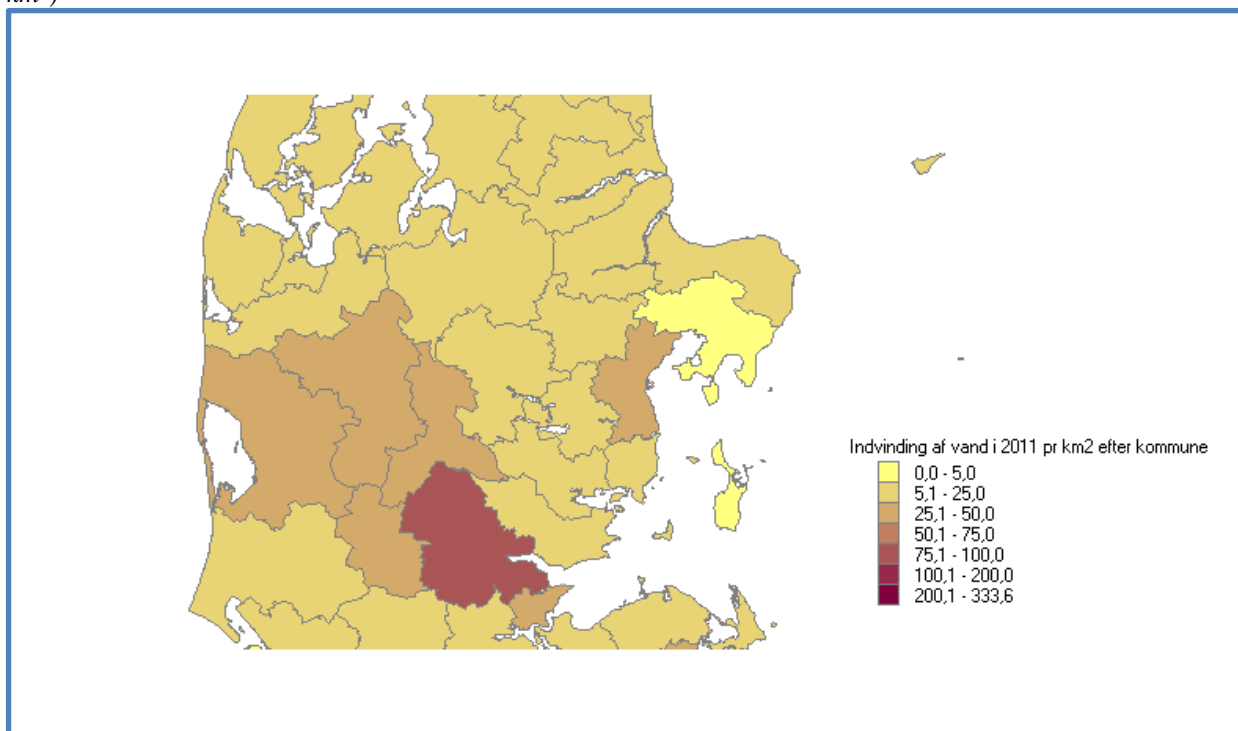 km²)
Indvinding af vand i 2011 pr km2 efter kommune
0,0 - 5,0
5,1 - 25,0
25,1 - 50,0
50,1 - 75,0
75,1 - 100,0
100,1 - 200,0
200,1 - 333,6